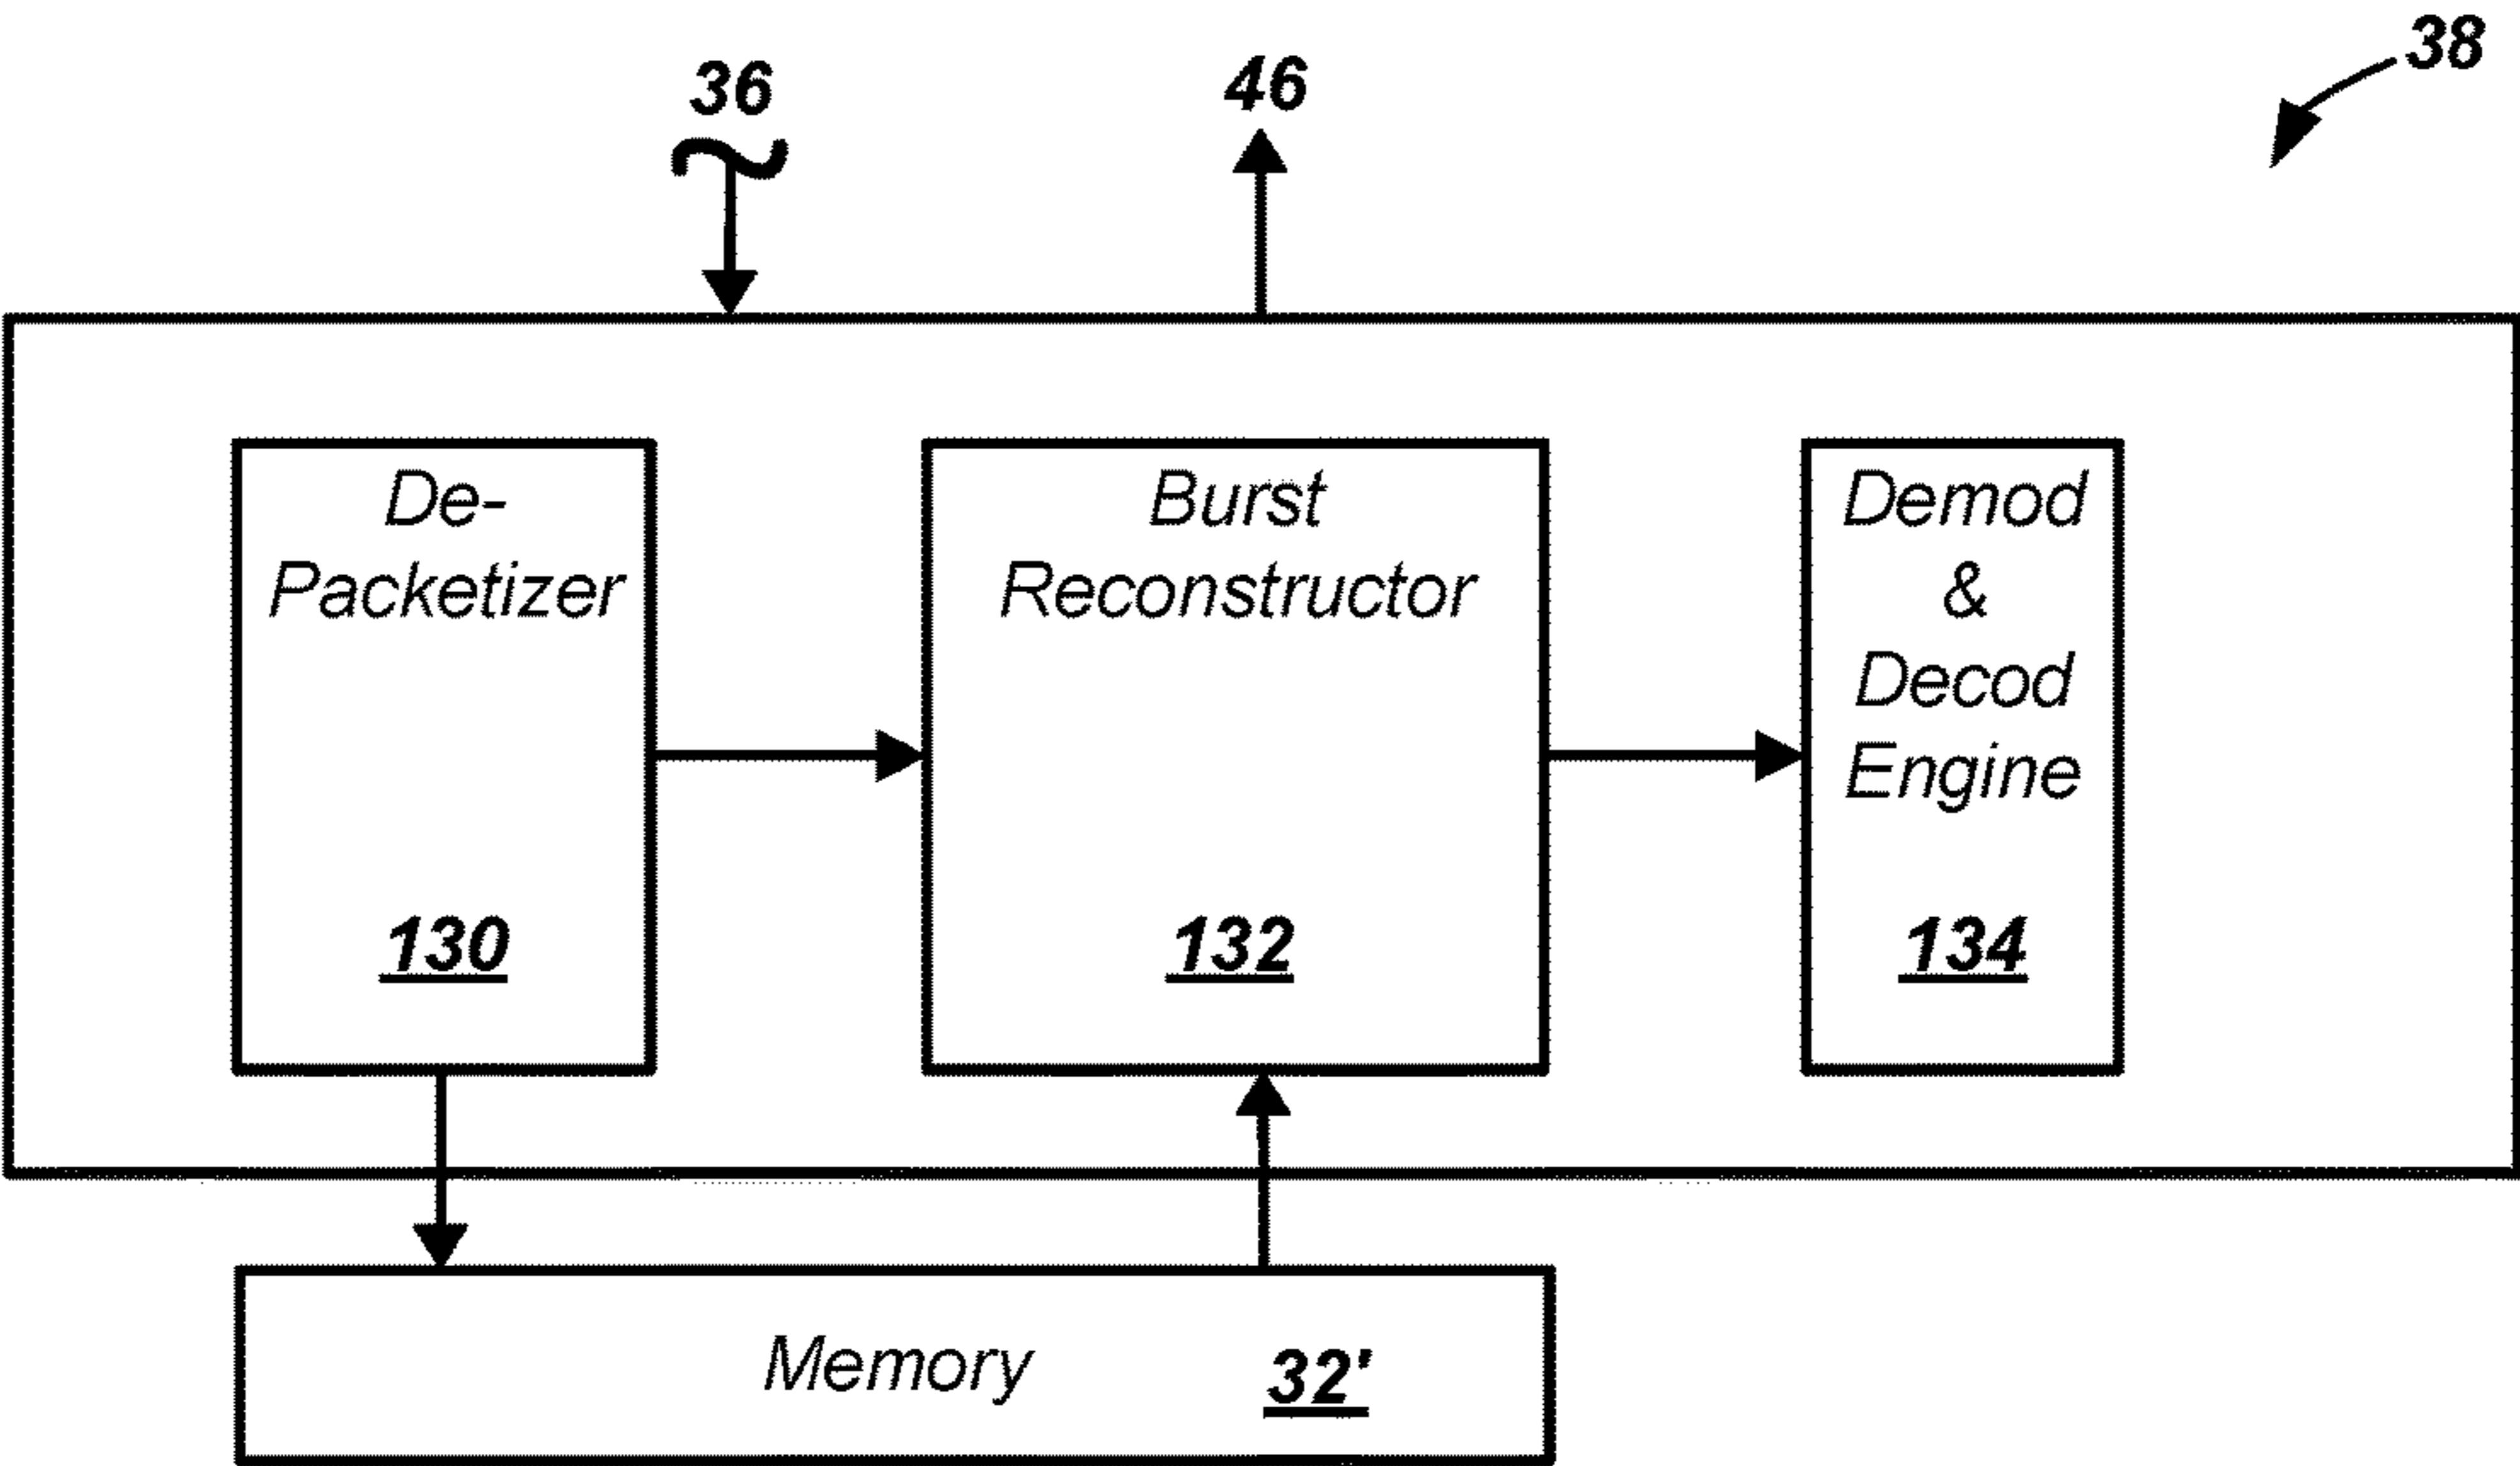 38
36
46
De-
Packetizer
130
Burst
Reconstructor
132
Demod
&
Decod
Engine
134
Memory 32'